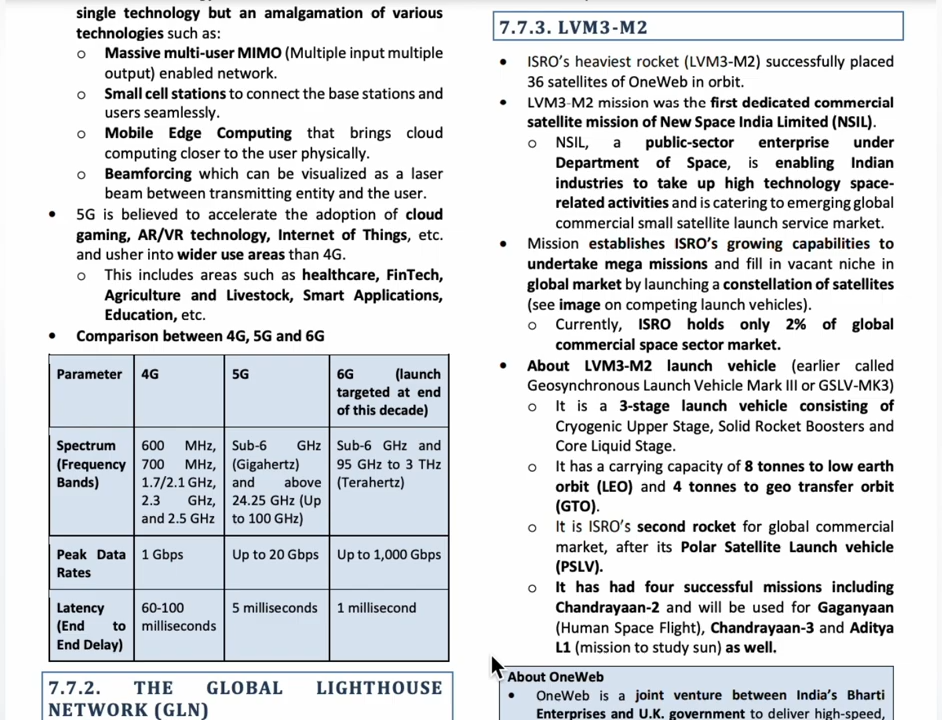 single technology but an amalgamation of various
technologies such as:
o Massive multi-user MIMO (Multiple input multiple
output) enabled network.
o Small cell stations to connect the base stations and
users seamlessly.
o Mobile Edge Computing that brings cloud
computing closer to the user physically.
o Beamforming which can be visualized as a laser
beam between transmitting entity and the user.
• 5G is believed to accelerate the adoption of cloud
gaming, AR/VR technology, Internet of Things, etc.
and usher into wider use areas than 4G.
o This includes areas such as healthcare, FinTech,
Agriculture and Livestock, Smart Applications,
Education, etc.
• Comparison between 4G, 5G and 6G
Parameter 4G 5G 6G (launch
targeted at end
of this decade)
Spectrum 600 MHz, Sub-6 GHz Sub-6 GHz and
(Frequency 700 MHz, (Gigahertz) 95 GHz to 3 THz
Bands) 1.7/2.1 GHz, and above (Terahertz)
2.3 GHz, 24.25 GHz (Up
and 2.5 GHz to 100 GHz)
Peak Data 1 Gbps Up to 20 Gbps Up to 1,000 Gbps
Rates
Latency 60-100 5 milliseconds 1 millisecond
(End to milliseconds
End Delay)
7.7.2. THE GLOBAL LIGHTHOUSE
NETWORK (GLN)
7.7.3. LVM3-M2
• ISRO's heaviest rocket (LVM3-M2) successfully placed
36 satellites of OneWeb in orbit.
• LVM3-M2 mission was the first dedicated commercial
satellite mission of New Space India Limited (NSIL).
o NSIL, a public-sector enterprise under
Department of Space, is enabling Indian
industries to take up high technology space-
related activities and is catering to emerging global
commercial small satellite launch service market.
• Mission establishes ISRO's growing capabilities to
undertake mega missions and fill in vacant niche in
global market by launching a constellation of satellites
(see image on competing launch vehicles).
o Currently, ISRO holds only 2% of global
commercial space sector market.
• About LVM3-M2 launch vehicle (earlier called
Geosynchronous Launch Vehicle Mark III or GSLV-MK3)
o It is a 3-stage launch vehicle consisting of
Cryogenic Upper Stage, Solid Rocket Boosters and
Core Liquid Stage.
o It has a carrying capacity of 8 tonnes to low earth
orbit (LEO) and 4 tonnes to geo transfer orbit
(GTO).
o It is ISRO's second rocket for global commercial
market, after its Polar Satellite Launch vehicle
(PSLV).
o It has had four successful missions including
Chandrayaan-2 and will be used for Gaganyaan
(Human Space Flight), Chandrayaan-3 and Aditya
L1 (mission to study sun) as well.
About OneWeb
• OneWeb is a joint venture between India's Bharti
Enterprises and U.K. government to deliver high-speed,